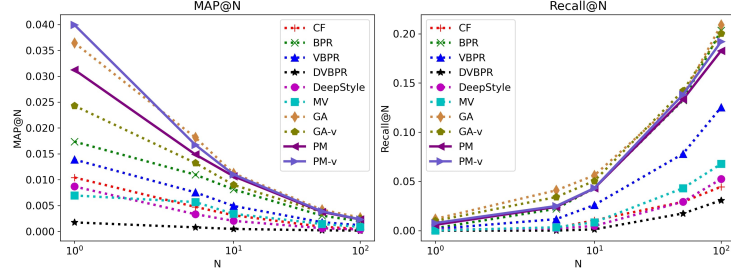 MAP@N
MAP@N
0.040
0.035
0.030
0.025
0.020
0.015
0.010
0.005
0.000
10⁰
10¹
10²
N
CF
BPR
VBPR
DVBPR
DeepStyle
MV
GA
GA-v
PM
PM-v
Recall@N
Recall@N
0.20
0.15
0.10
0.05
0.00
10⁰
10¹
10²
N
CF
BPR
VBPR
DVBPR
DeepStyle
MV
GA
GA-v
PM
PM-v